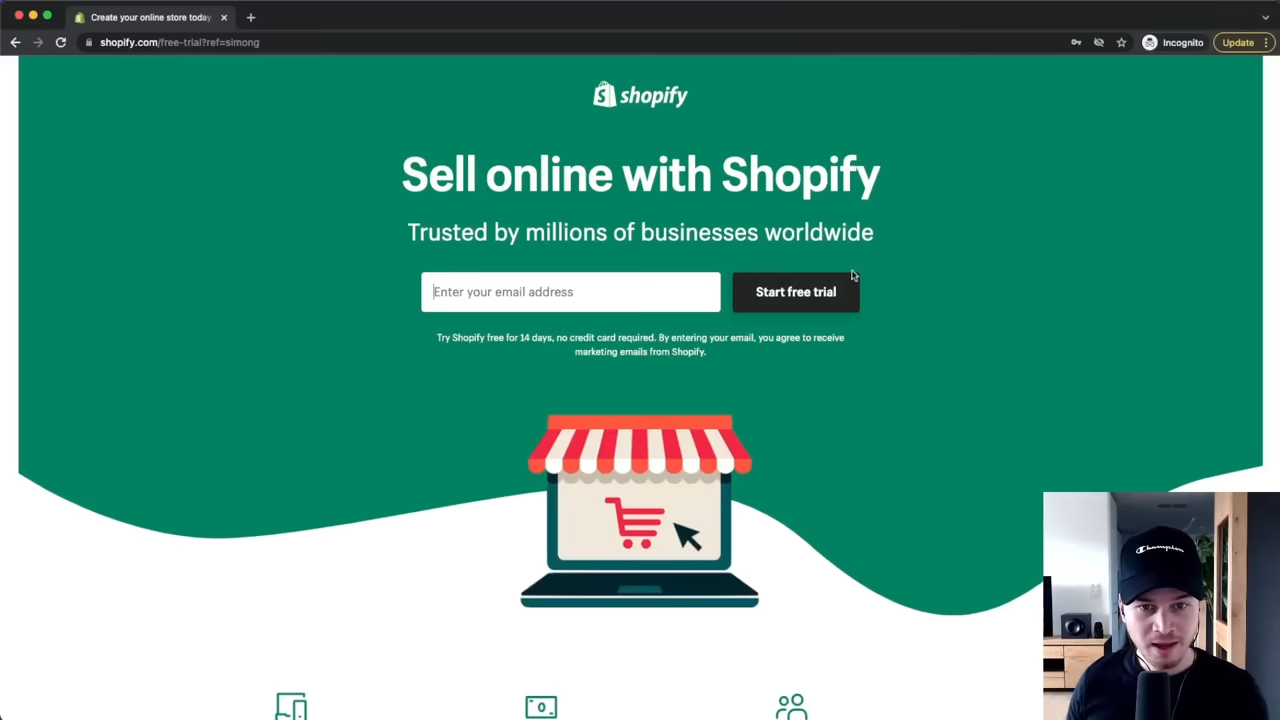 Create your online store today
shopify.com/free-trial?ref=simong
Incognito
Update
shopify
Sell online with Shopify
Trusted by millions of businesses worldwide
Enter your email address
Start free trial
Try Shopify free for 14 days, no credit card required. By entering your email, you agree to receive
marketing emails from Shopify.
Champion